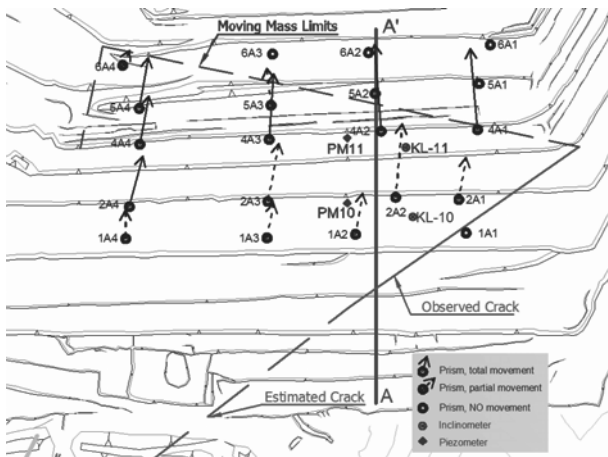 Moving Mass Limits
A'
6A4
6A3
6A2
6A1
5A4
5A3
5A2
5A1
4A4
4A3
4A2
4A1
PM11
KL-11
2A4
2A3
PM10
2A2
KL-10
2A1
1A4
1A3
1A2
1A1
Observed Crack
Estimated Crack
A
Prism, total movement
Prism, partial movement
Prism, NO movement
Inclinometer
Piezometer